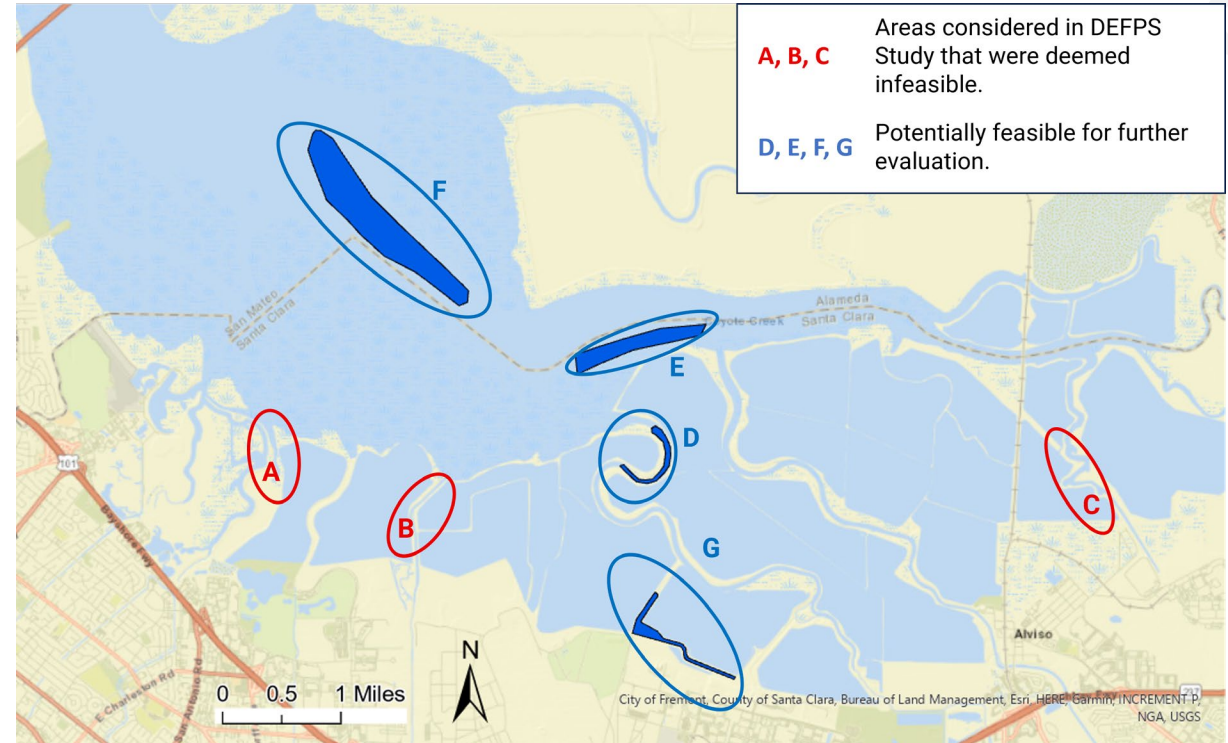 A, B, C
Areas considered in DEFPS
Study that were deemed
infeasible.
D, E, F, G
Potentially feasible for further
evaluation.
F
San Mateo
Santa Clara
Alameda
Coyote Creek
Santa Clara
E
D
A
B
C
G
101
Bayshore Fwy
E Charleston Rd
San Antonio Rd
Alviso
237
N
0 0.5 1 Miles
City of Fremont, County of Santa Clara, Bureau of Land Management, Esri, HERE, Garmin, INCREMENT P,
NGA, USGS